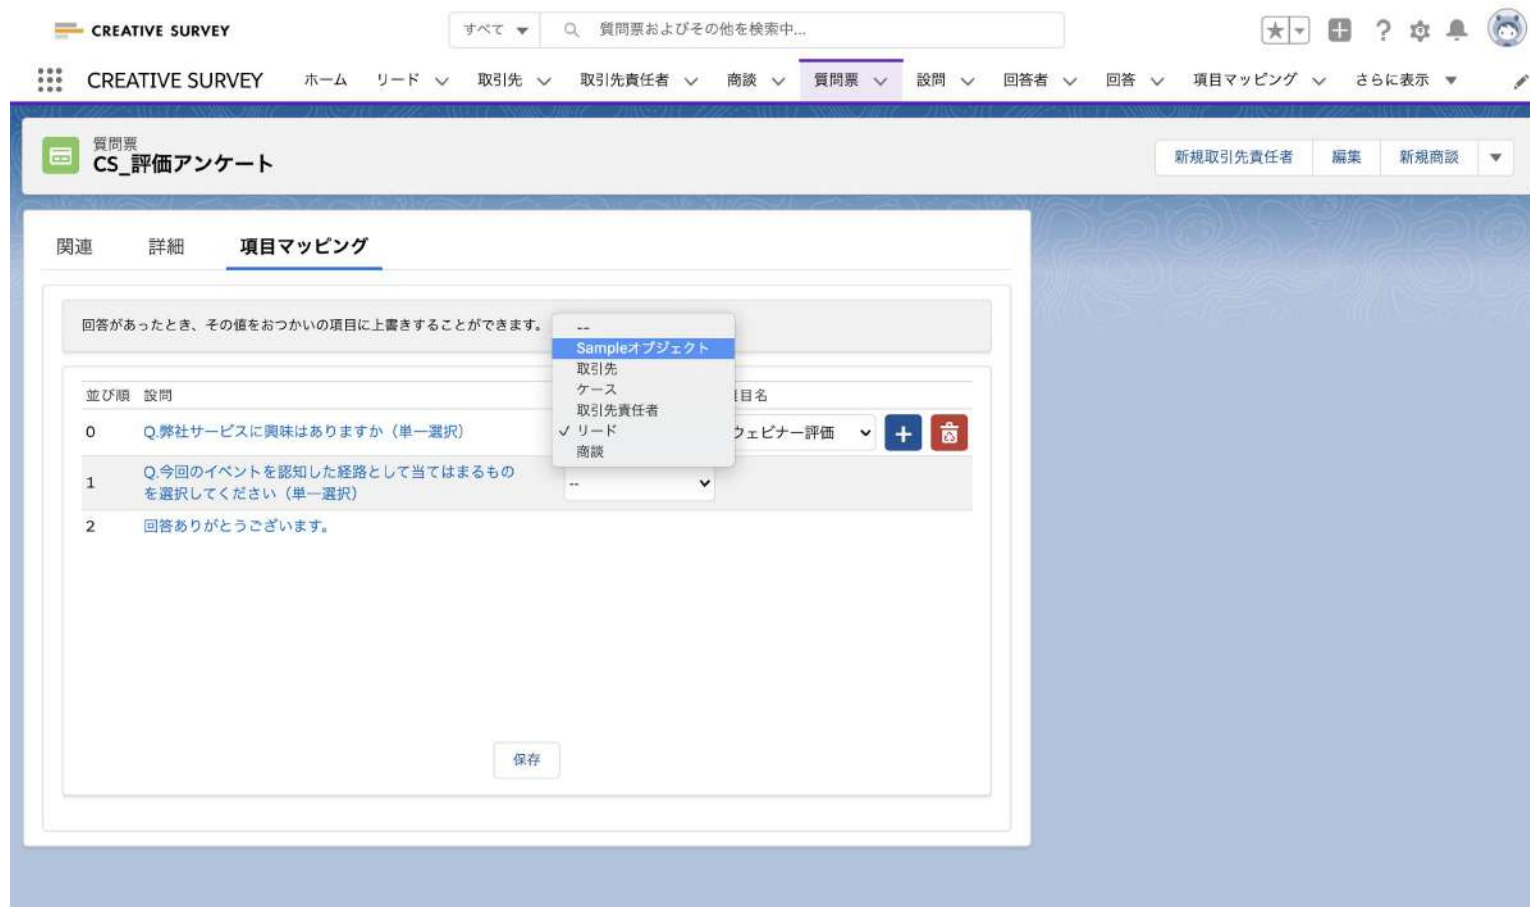 CREATIVE SURVEY
すべて
質問票およびその他を検索中...
CREATIVE SURVEY
ホーム
リード
取引先
取引先責任者
商談
質問票
設問
回答者
回答
項目マッピング
さらに表示
質問票
CS_評価アンケート
新規取引先責任者
編集
新規商談
関連
詳細
項目マッピング
回答があったとき、その値をおつかいの項目に上書きすることができます。
--
Sampleオブジェクト
取引先
ケース
取引先責任者
✓ リード
商談
並び順 設問
目名
0 Q.弊社サービスに興味はありますか（単一選択）
ウェビナー評価
1 Q.今回のイベントを認知した経路として当てはまるもの
を選択してください（単一選択）
--
2 回答ありがとうございます。
保存